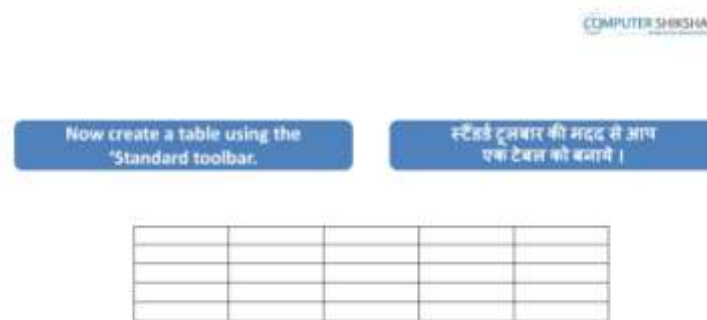 COMPUTER SHIKSHA
Now create a table using the
'Standard toolbar.
स्टैंडर्ड टूलबार की मदद से आप
एक टेबल को बनाये ।